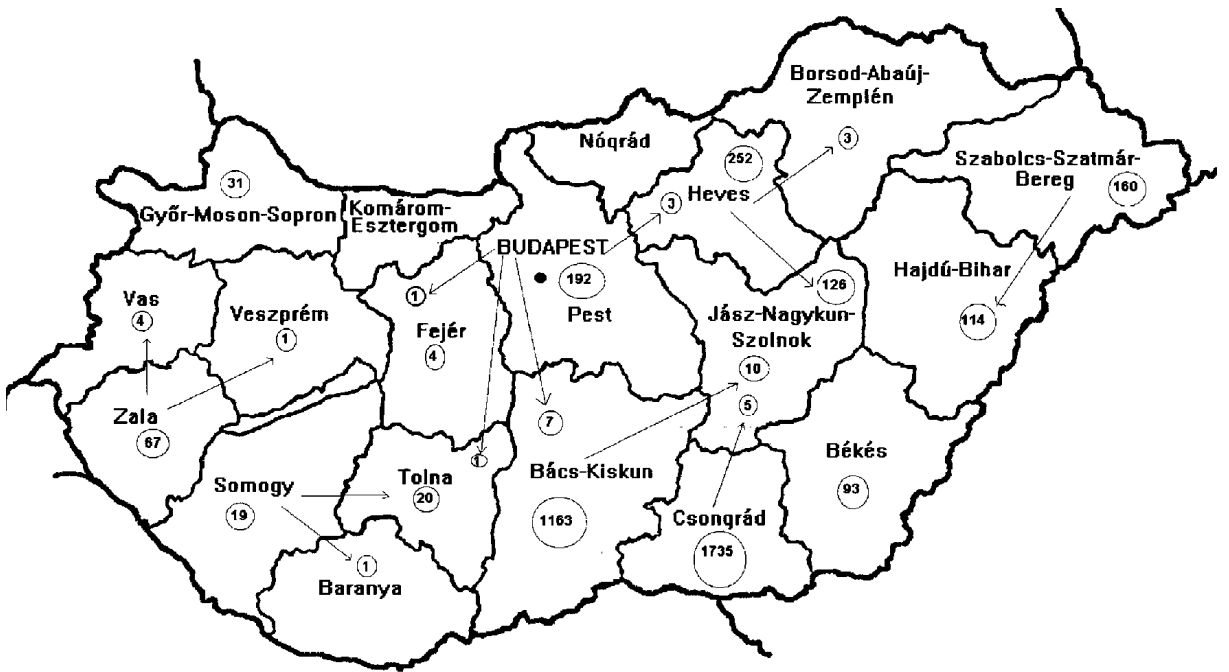 Borsod-Abaúj-
Zemplén
3
Nógrád
252
Heves
3
Szabolcs-Szatmár-
Bereg
160
31
Győr-Moson-Sopron
Komárom-
Esztergom
BUDAPEST
192
Pest
Hajdú-Bihar
114
126
Jász-Nagykun-
Szolnok
10
5
Vas
4
Veszprém
1
1
Fejér
4
Zala
67
7
Bács-Kiskun
1163
Békés
93
Somogy
19
Tolna
20
1
Csongrád
1735
1
Baranya